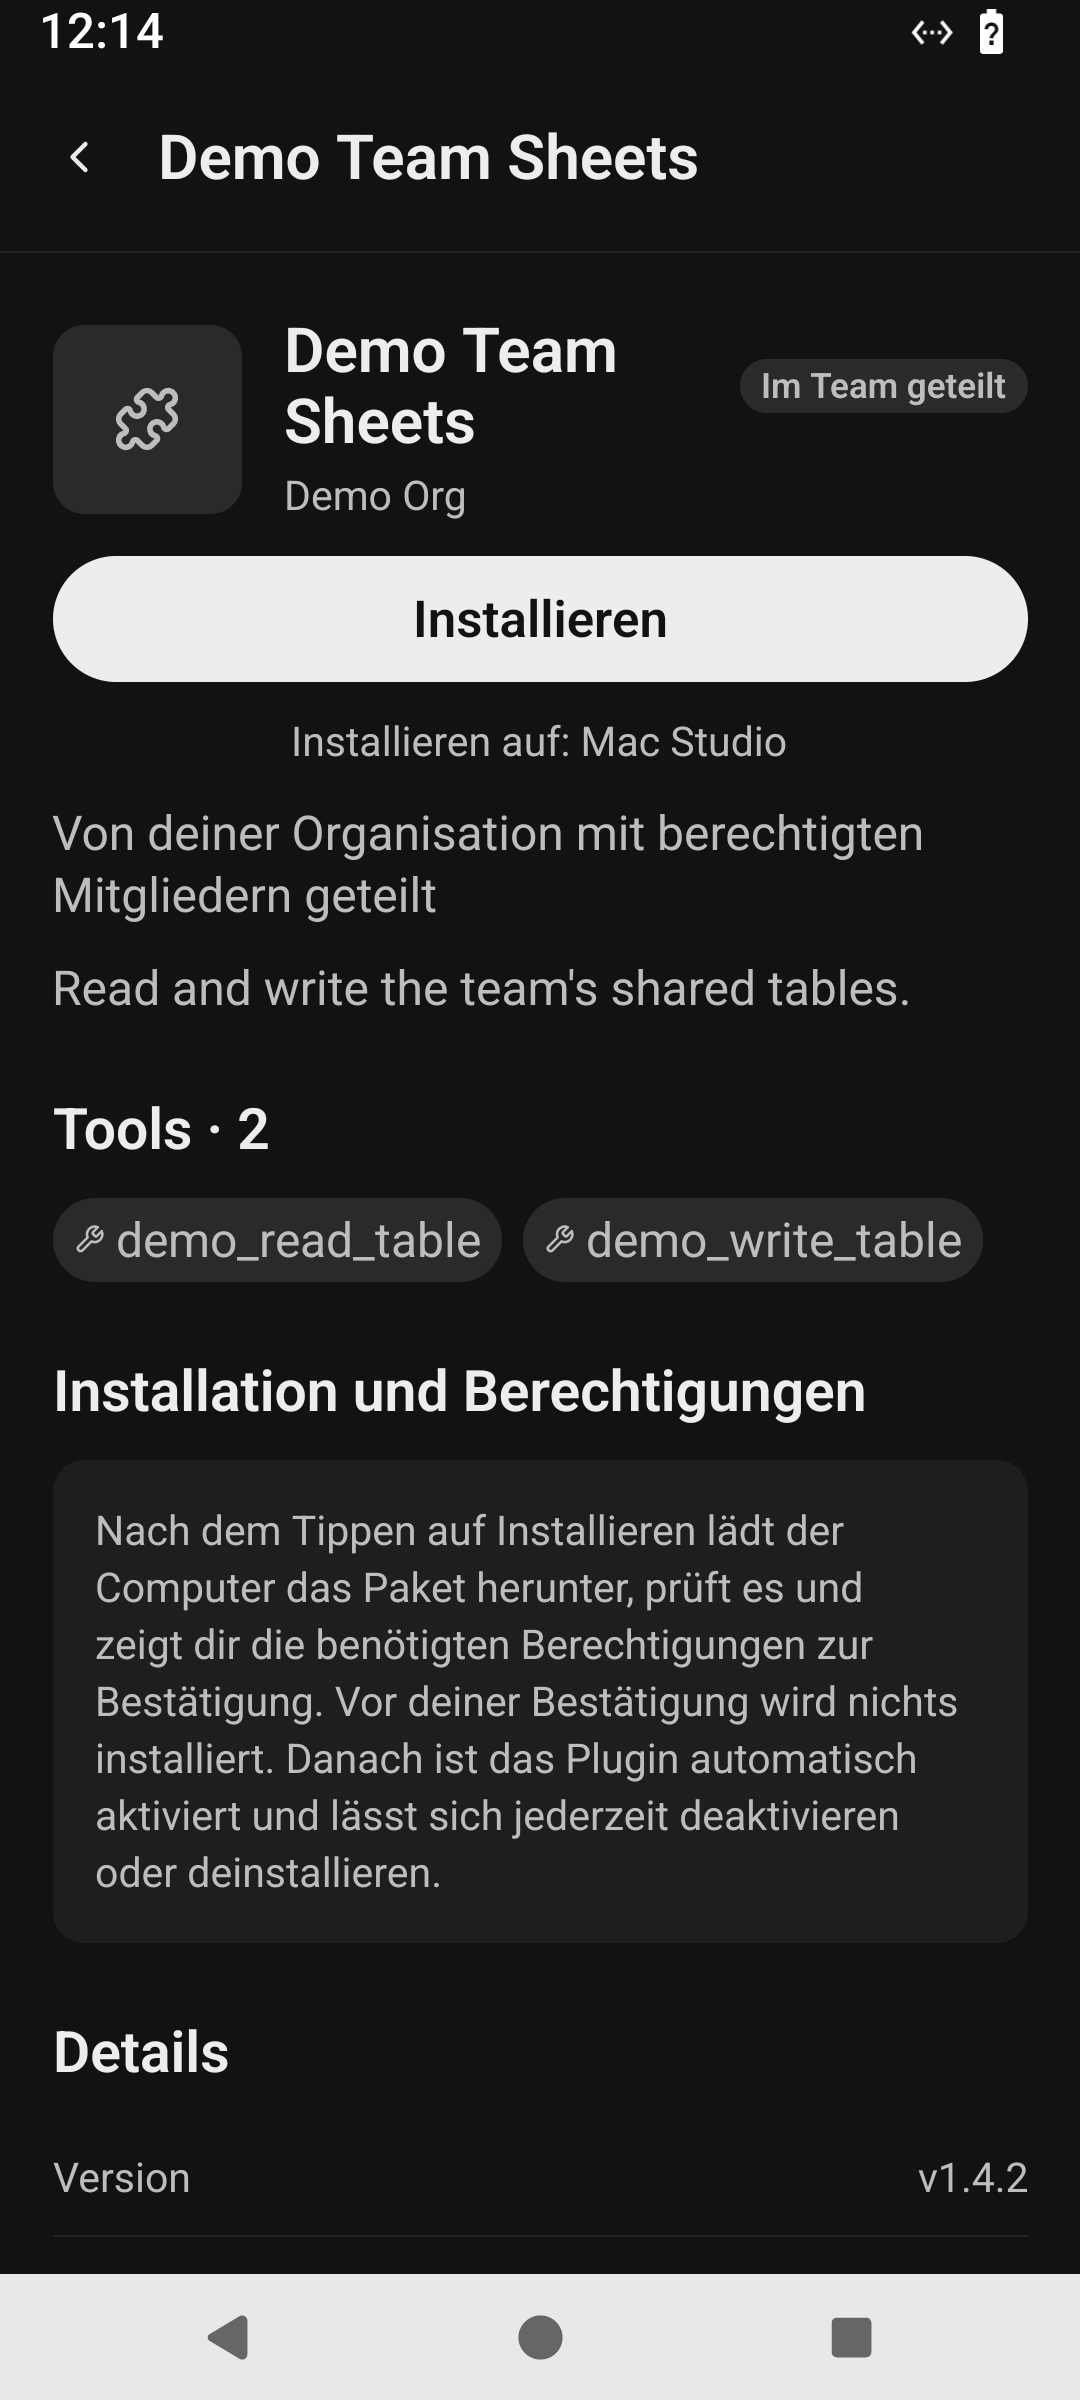 12:14
Demo Team Sheets
Demo Team
Sheets
Im Team geteilt
Demo Org
Installieren
Installieren auf: Mac Studio
Von deiner Organisation mit berechtigten
Mitgliedern geteilt
Read and write the team's shared tables.
Tools · 2
demo_read_table
demo_write_table
Installation und Berechtigungen
Nach dem Tippen auf Installieren lädt der
Computer das Paket herunter, prüft es und
zeigt dir die benötigten Berechtigungen zur
Bestätigung. Vor deiner Bestätigung wird nichts
installiert. Danach ist das Plugin automatisch
aktiviert und lässt sich jederzeit deaktivieren
oder deinstallieren.
Details
Version
v1.4.2